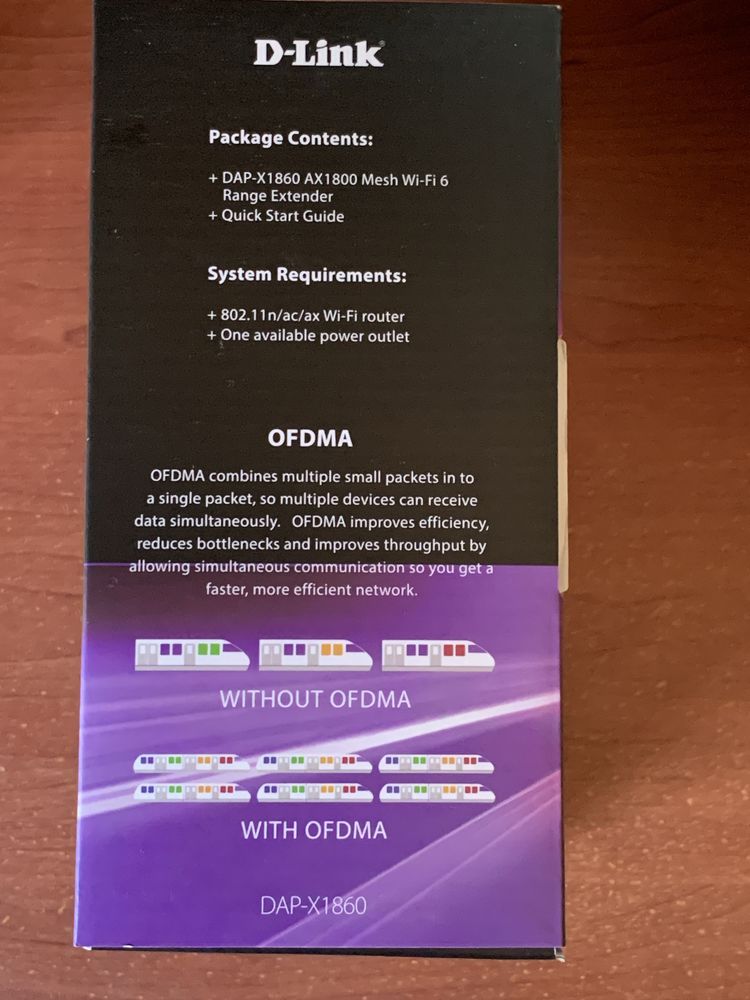 D-Link
Package Contents:
+ DAP-X1860 AX1800 Mesh Wi-Fi 6
Range Extender
+ Quick Start Guide
System Requirements:
+ 802.11n/ac/ax Wi-Fi router
+ One available power outlet
OFDMA
OFDMA combines multiple small packets in to
a single packet, so multiple devices can receive
data simultaneously. OFDMA improves efficiency,
reduces bottlenecks and improves throughput by
allowing simultaneous communication so you get a
faster, more efficient network.
WITHOUT OFDMA
WITH OFDMA
DAP-X1860